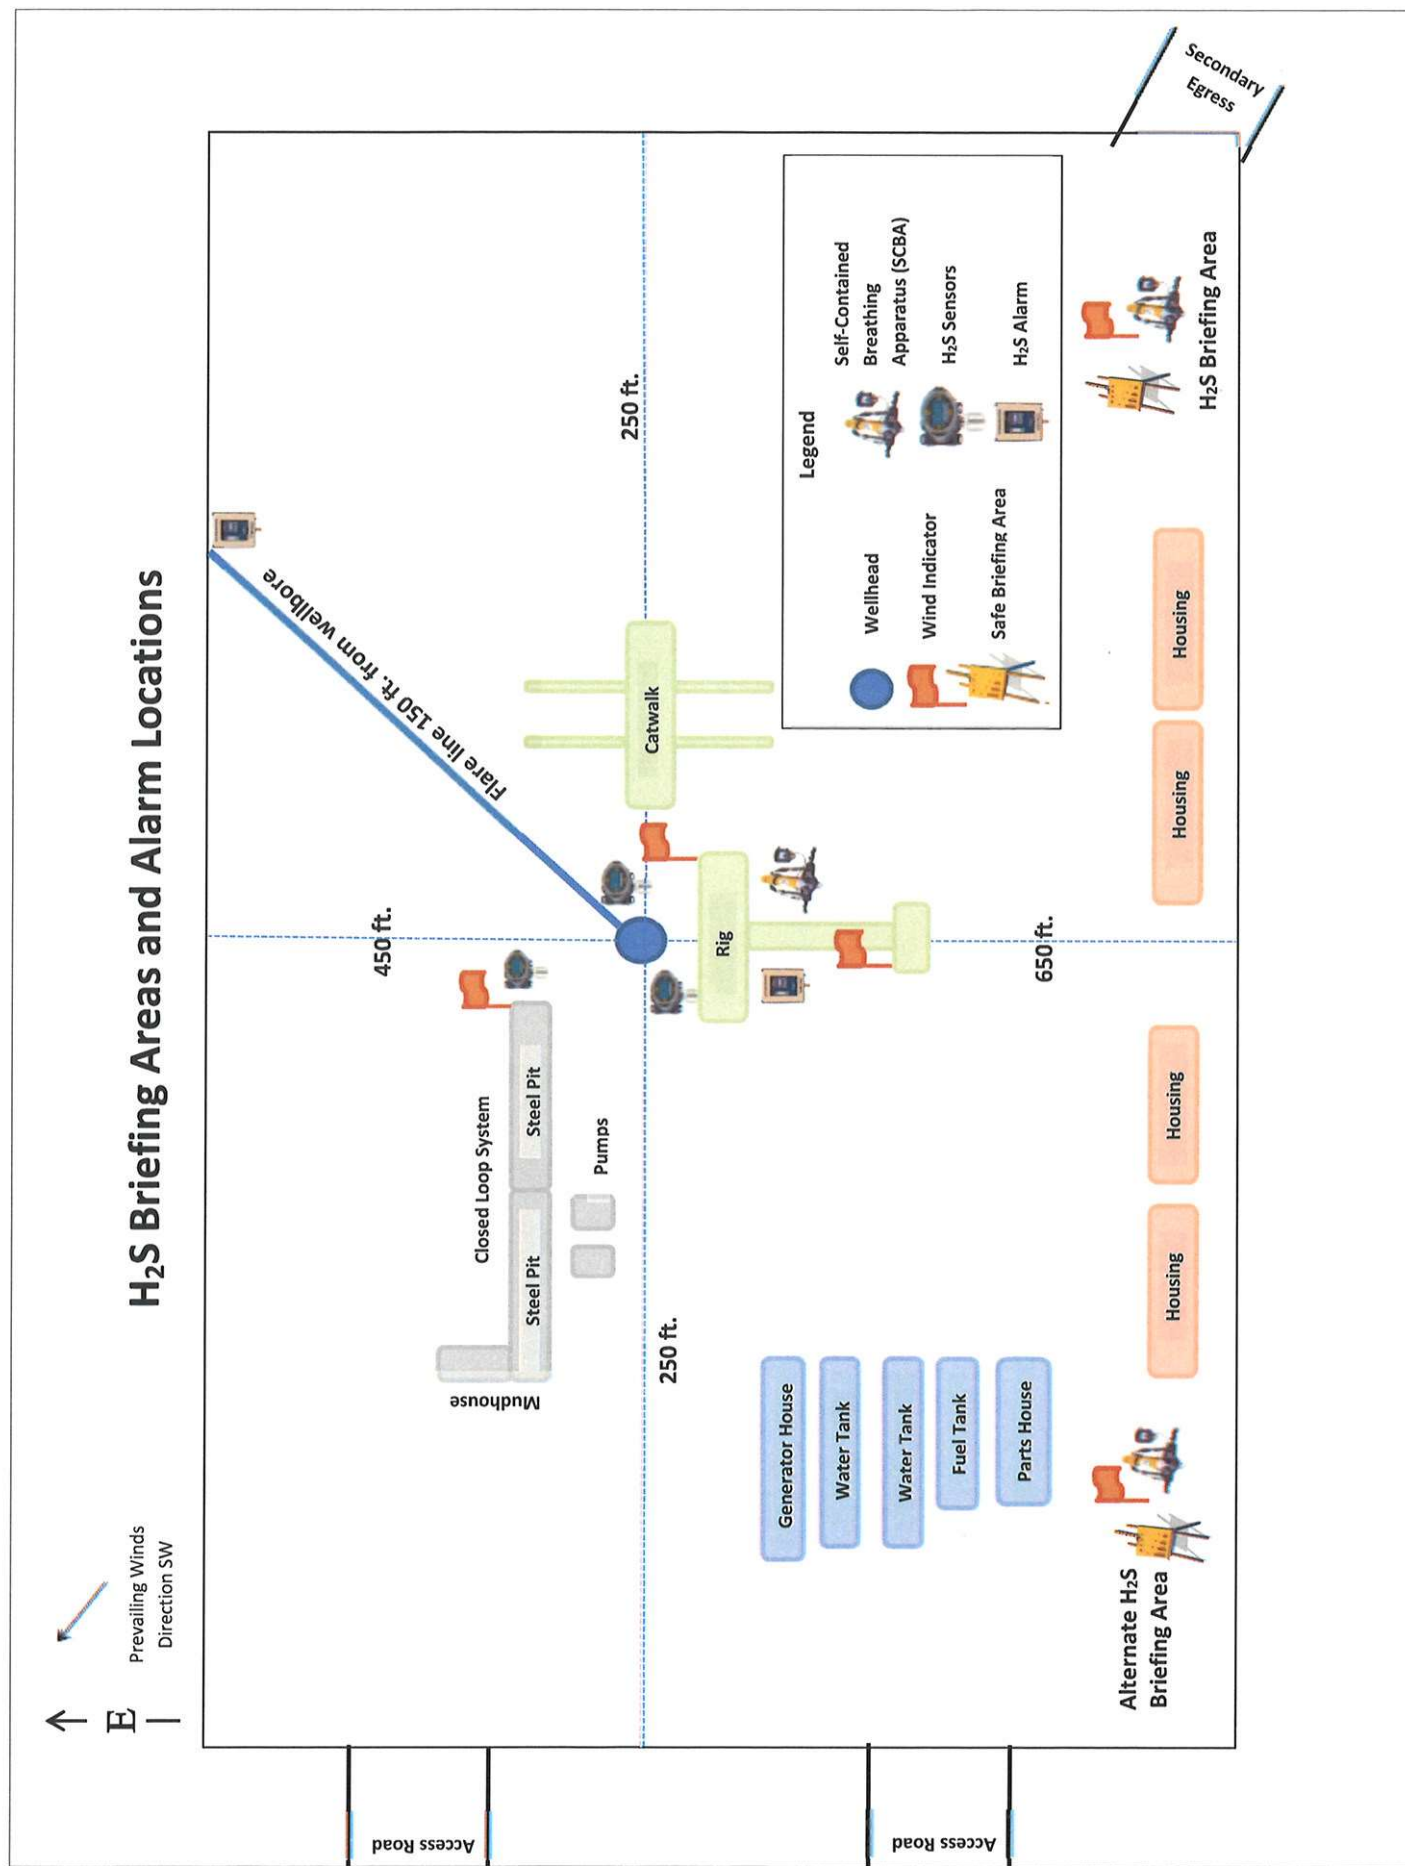 H₂S Briefing Areas and Alarm Locations
E
Prevailing Winds
Direction SW
Secondary
Egress
450 ft.
Flare line 150 ft. from wellbore
250 ft.
Closed Loop System
Steel Pit
Steel Pit
Mudhouse
Pumps
Catwalk
Rig
250 ft.
650 ft.
Generator House
Water Tank
Water Tank
Fuel Tank
Parts House
Legend
Wellhead
Wind Indicator
Safe Briefing Area
Self-Contained
Breathing
Apparatus (SCBA)
H₂S Sensors
H₂S Alarm
Access Road
Access Road
Alternate H₂S
Briefing Area
Housing
Housing
Housing
Housing
H₂S Briefing Area